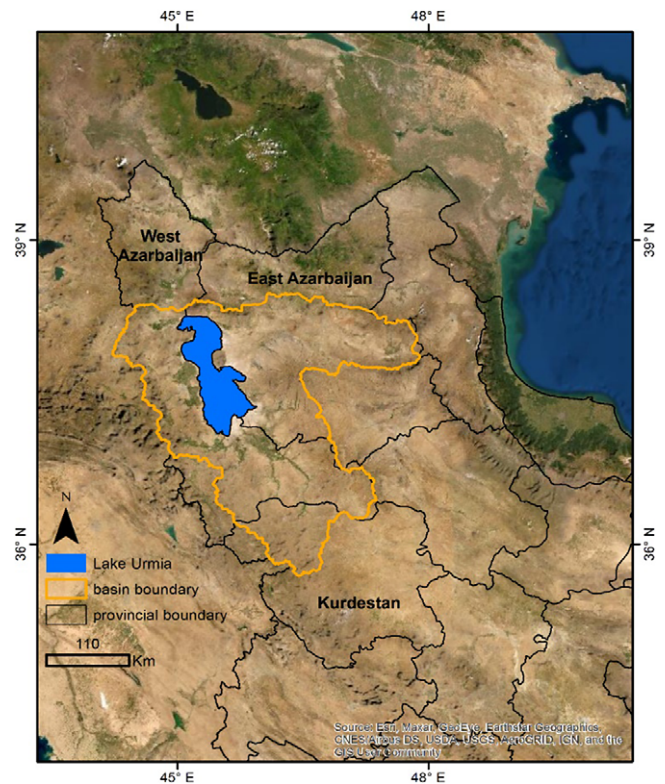 45° E
48° E
39° N
39° N
West
Azarbaijan
East Azarbaijan
N
36° N
36° N
Lake Urmia
basin boundary
provincial boundary
Kurdestan
110
Km
Source: Esri, Maxar, GeoEye, Earthstar Geographics,
CNES/Airbus DS, USDA, USGS, AeroGRID, IGN, and the
GIS User Community
45° E
48° E